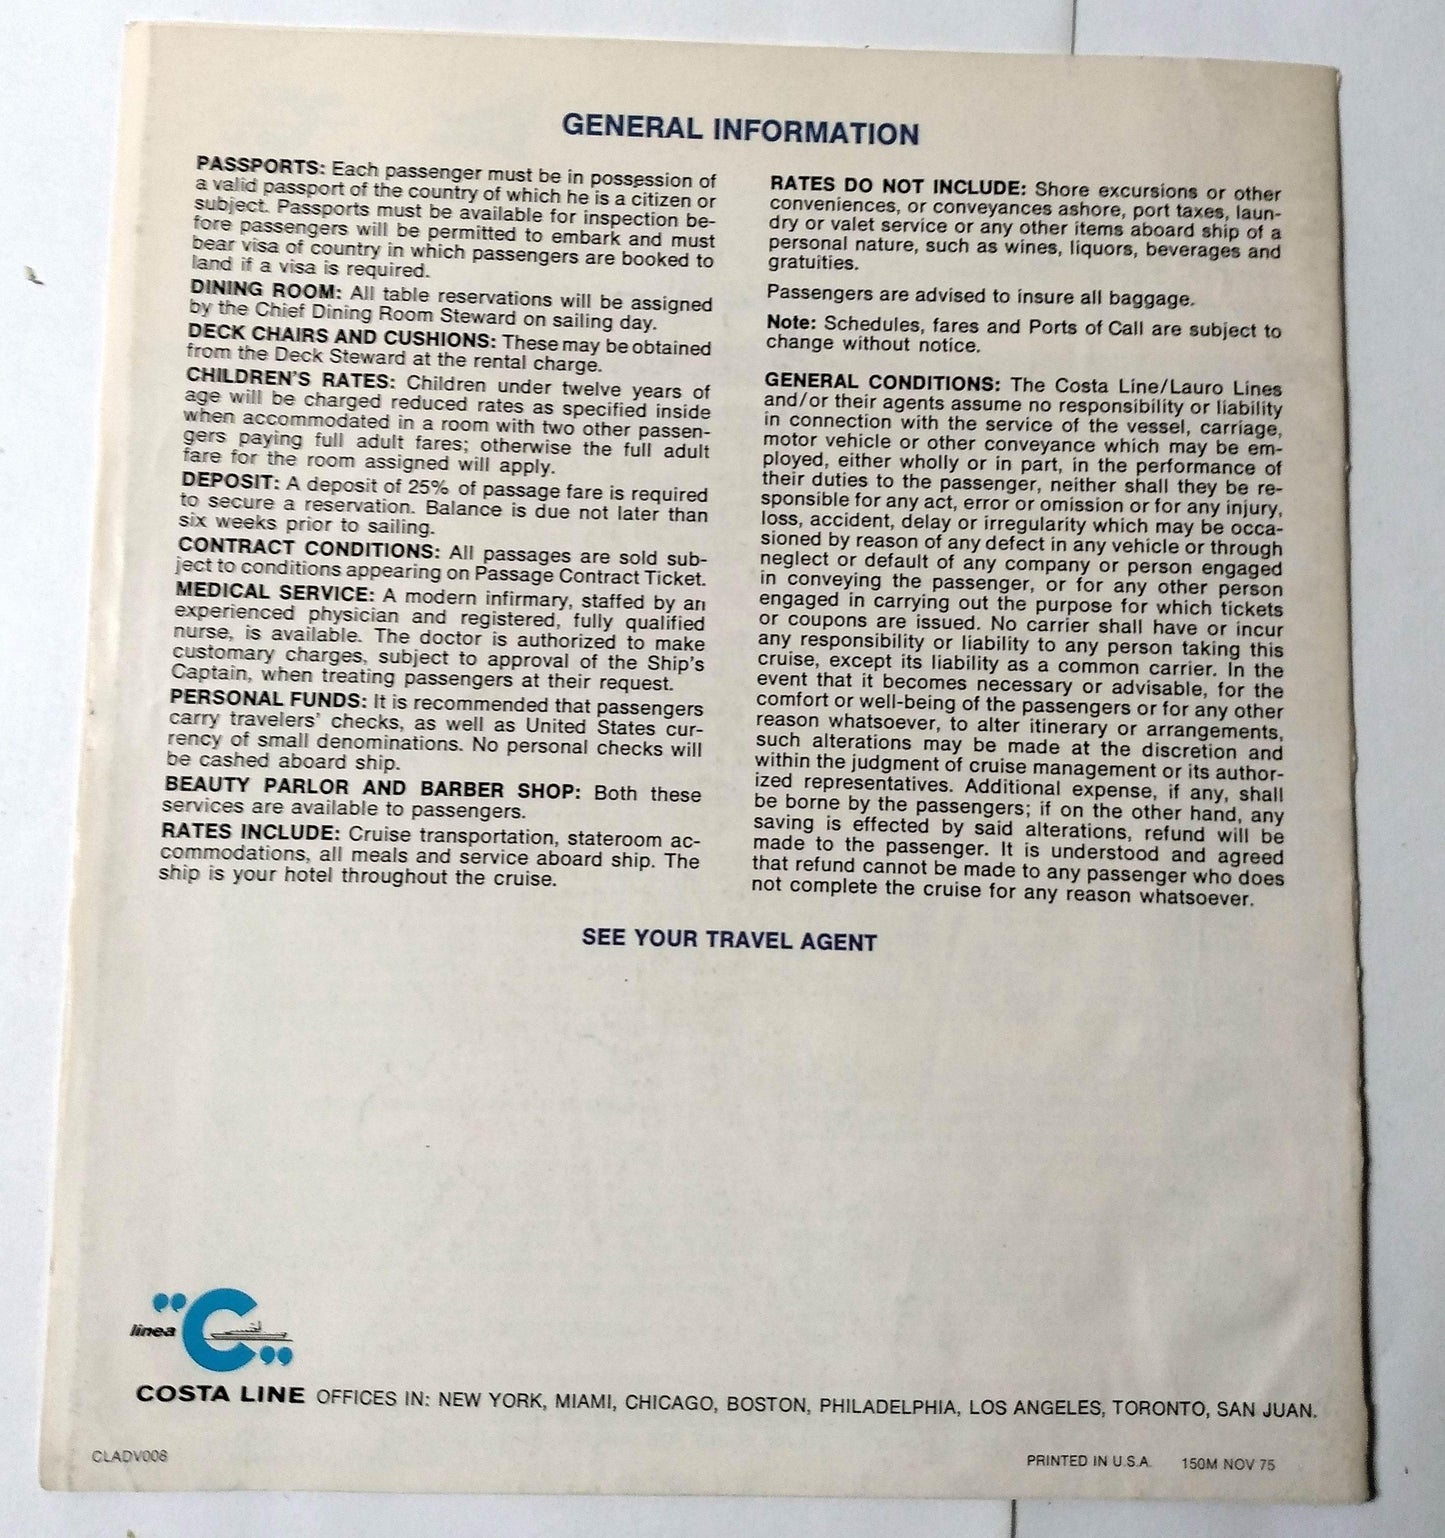 GENERAL INFORMATION
PASSPORTS: Each passenger must be in possession of
a valid passport of the country of which he is a citizen or
subject. Passports must be available for inspection be-
fore passengers will be permitted to embark and must
bear visa of country in which passengers are booked to
land if a visa is required.
DINING ROOM: All table reservations will be assigned
by the Chief Dining Room Steward on sailing day.
DECK CHAIRS AND CUSHIONS: These may be obtained
from the Deck Steward at the rental charge.
CHILDREN'S RATES: Children under twelve years of
age will be charged reduced rates as specified inside
when accommodated in a room with two other passen-
gers paying full adult fares; otherwise the full adult
fare for the room assigned will apply.
DEPOSIT: A deposit of 25% of passage fare is required
to secure a reservation. Balance is due not later than
six weeks prior to sailing.
CONTRACT CONDITIONS: All passages are sold sub-
ject to conditions appearing on Passage Contract Ticket.
MEDICAL SERVICE: A modern infirmary, staffed by an
experienced physician and registered, fully qualified
nurse, is available. The doctor is authorized to make
customary charges, subject to approval of the Ship's
Captain, when treating passengers at their request.
PERSONAL FUNDS: It is recommended that passengers
carry travelers' checks, as well as United States cur-
rency of small denominations. No personal checks will
be cashed aboard ship.
BEAUTY PARLOR AND BARBER SHOP: Both these
services are available to passengers.
RATES INCLUDE: Cruise transportation, stateroom ac-
commodations, all meals and service aboard ship. The
ship is your hotel throughout the cruise.
RATES DO NOT INCLUDE: Shore excursions or other
conveniences, or conveyances ashore, port taxes, laun-
dry or valet service or any other items aboard ship of a
personal nature, such as wines, liquors, beverages and
gratuities.
Passengers are advised to insure all baggage.
Note: Schedules, fares and Ports of Call are subject to
change without notice.
GENERAL CONDITIONS: The Costa Line/Lauro Lines
and/or their agents assume no responsibility or liability
in connection with the service of the vessel, carriage,
motor vehicle or other conveyance which may be em-
ployed, either wholly or in part, in the performance of
their duties to the passenger, neither shall they be re-
sponsible for any act, error or omission or for any injury,
loss, accident, delay or irregularity which may be occa-
sioned by reason of any defect in any vehicle or through
neglect or default of any company or person engaged
in conveying the passenger, or for any other person
engaged in carrying out the purpose for which tickets
or coupons are issued. No carrier shall have or incur
any responsibility or liability to any person taking this
cruise, except its liability as a common carrier. In the
event that it becomes necessary or advisable, for the
comfort or well-being of the passengers or for any other
reason whatsoever, to alter itinerary or arrangements,
such alterations may be made at the discretion and
within the judgment of cruise management or its author-
ized representatives. Additional expense, if any, shall
be borne by the passengers; if on the other hand, any
saving is effected by said alterations, refund will be
made to the passenger. It is understood and agreed
that refund cannot be made to any passenger who does
not complete the cruise for any reason whatsoever.
SEE YOUR TRAVEL AGENT
linea "C"
COSTA LINE OFFICES IN: NEW YORK, MIAMI, CHICAGO, BOSTON, PHILADELPHIA, LOS ANGELES, TORONTO, SAN JUAN.
CLADV006 PRINTED IN U.S.A. 150M NOV 75